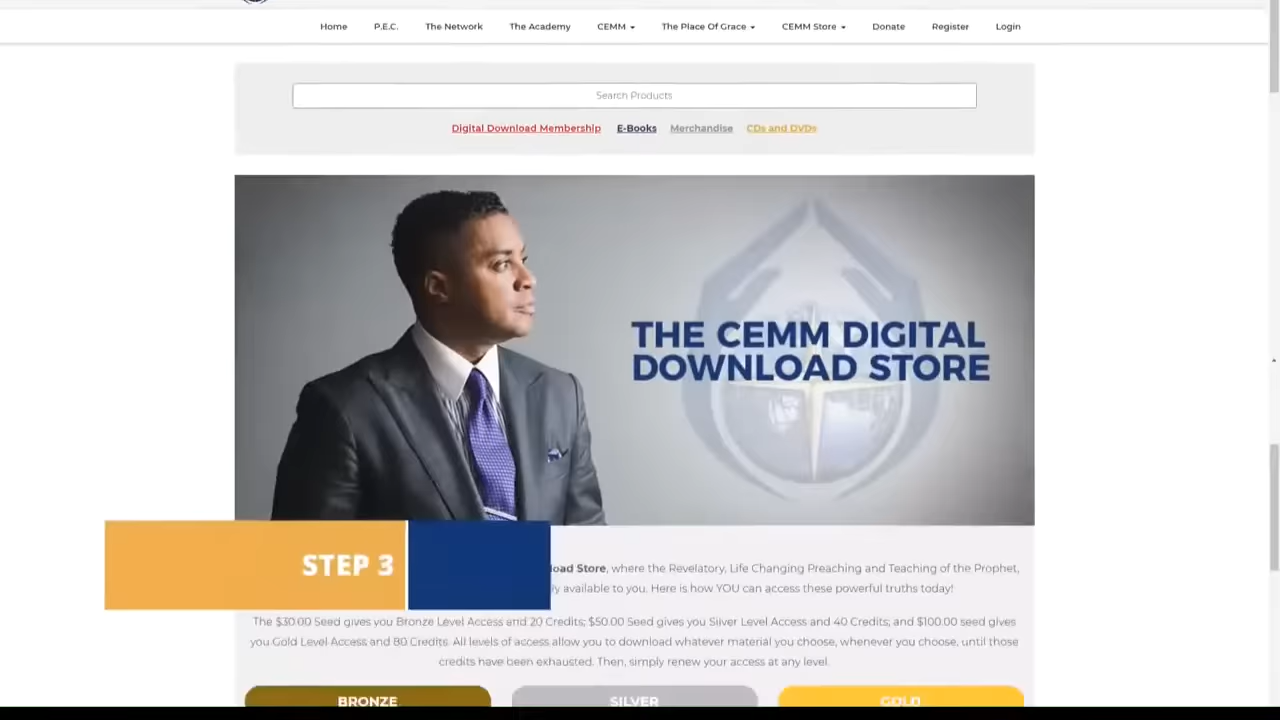 Home P.E.C. The Network The Academy CEMM The Place Of Grace CEMM Store Donate Register Login
Search Products
Digital Download Membership E-Books Merchandise CDs and DVDs
THE CEMM DIGITAL
DOWNLOAD STORE
STEP 3
load Store, where the Revelatory, Life Changing Preaching and Teaching of the Prophet,
available to you. Here is how YOU can access these powerful truths today!
The $30.00 Seed gives you Bronze Level Access and 20 Credits; $50.00 Seed gives you Silver Level Access and 40 Credits; and $100.00 seed gives
you Gold Level Access and 80 Credits. All levels of access allow you to download whatever material you choose, whenever you choose, until those
credits have been exhausted. Then, simply renew your access at any level.
BRONZE SILVER GOLD